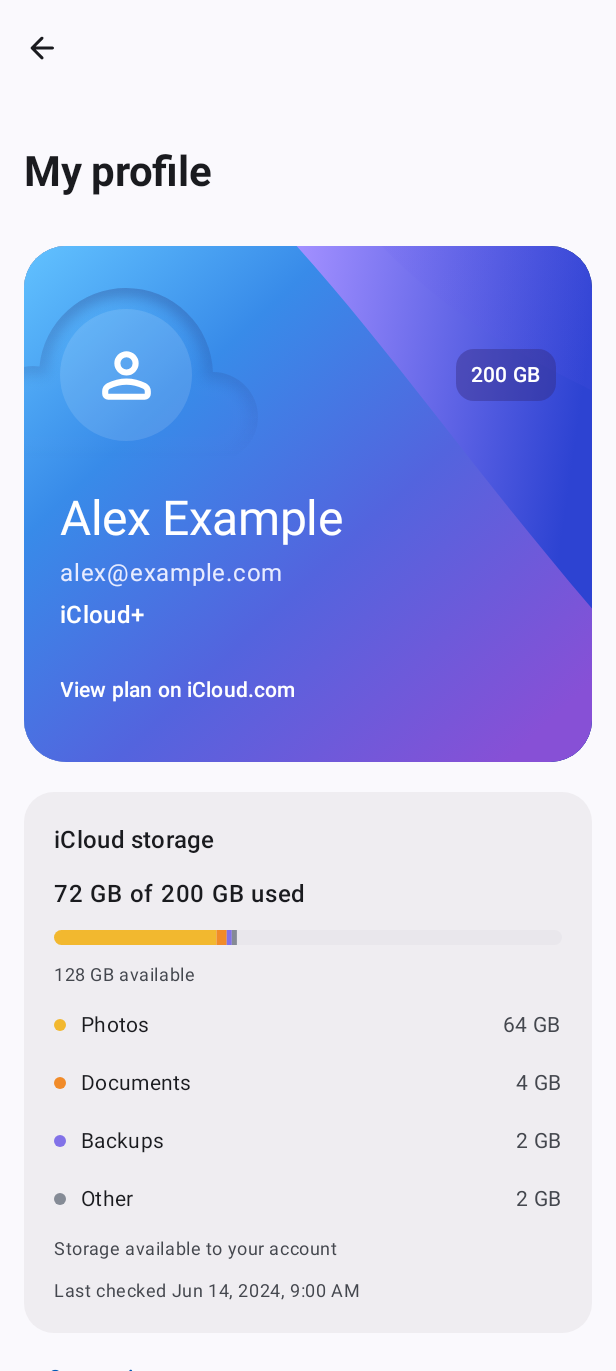 My profile
200 GB
Alex Example
alex@example.com
iCloud+
View plan on iCloud.com
iCloud storage
72 GB of 200 GB used
128 GB available
Photos 64 GB
Documents 4 GB
Backups 2 GB
Other 2 GB
Storage available to your account
Last checked Jun 14, 2024, 9:00 AM